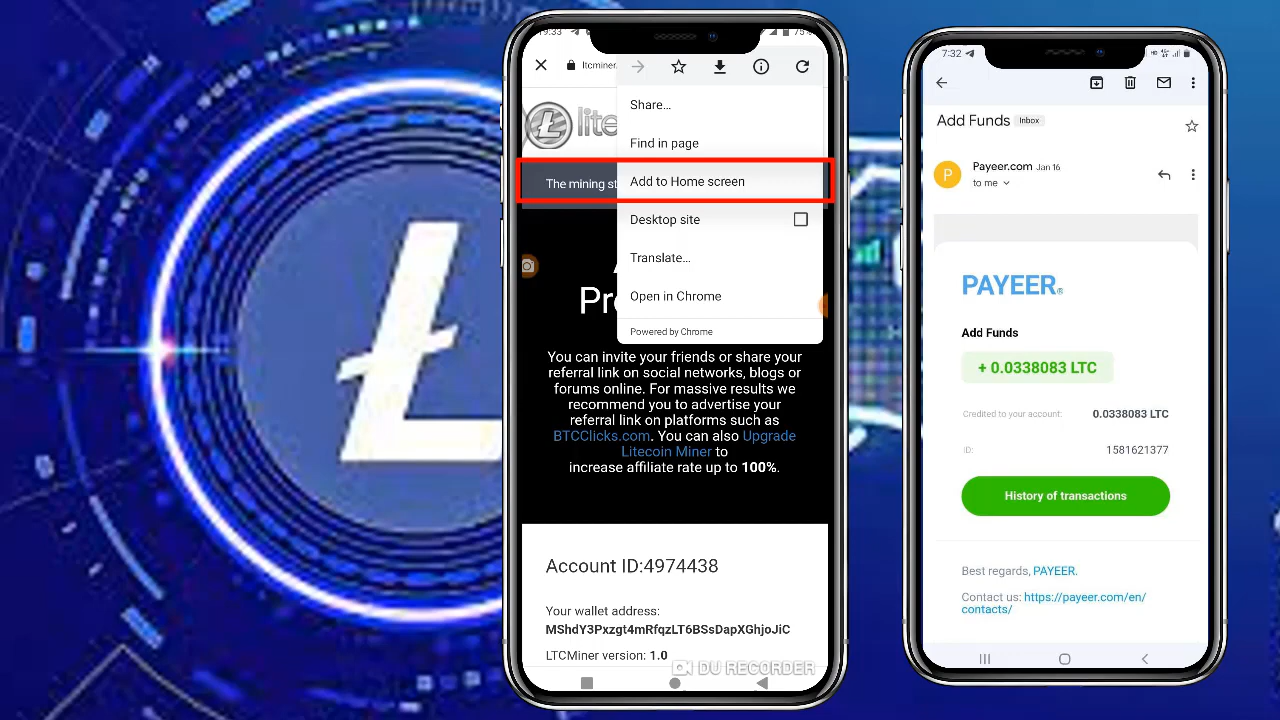 19:33
75%
ltcminer.
Share...
lite
Find in page
The mining st
Add to Home screen
Desktop site
Translate...
Pr
Open in Chrome
Powered by Chrome
You can invite your friends or share your
referral link on social networks, blogs or
forums online. For massive results we
recommend you to advertise your
referral link on platforms such as
BTCClicks.com. You can also Upgrade
Litecoin Miner to
increase affiliate rate up to 100%.
Account ID:4974438
Your wallet address:
MShdY3Pxzgt4mRfqzLT6BSsDapXGhjoJiC
LTCMiner version: 1.0
DU RECORDER
7:32
Add Funds
Inbox
P
Payeer.com Jan 16
to me
PAYEER®
Add Funds
+ 0.0338083 LTC
Credited to your account: 0.0338083 LTC
ID: 1581621377
History of transactions
Best regards, PAYEER.
Contact us: https://payeer.com/en/
contacts/